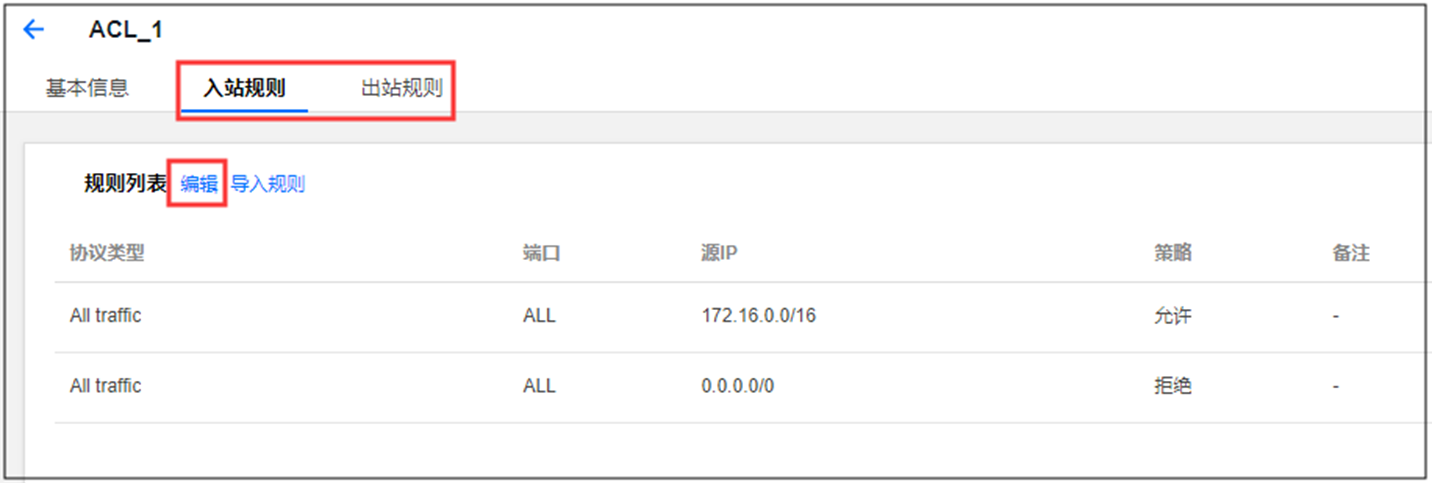 ACL_1
基本信息 入站规则 出站规则
规则列表 编辑 导入规则
协议类型 端口 源IP 策略 备注
All traffic ALL 172.16.0.0/16 允许 -
All traffic ALL 0.0.0.0/0 拒绝 -